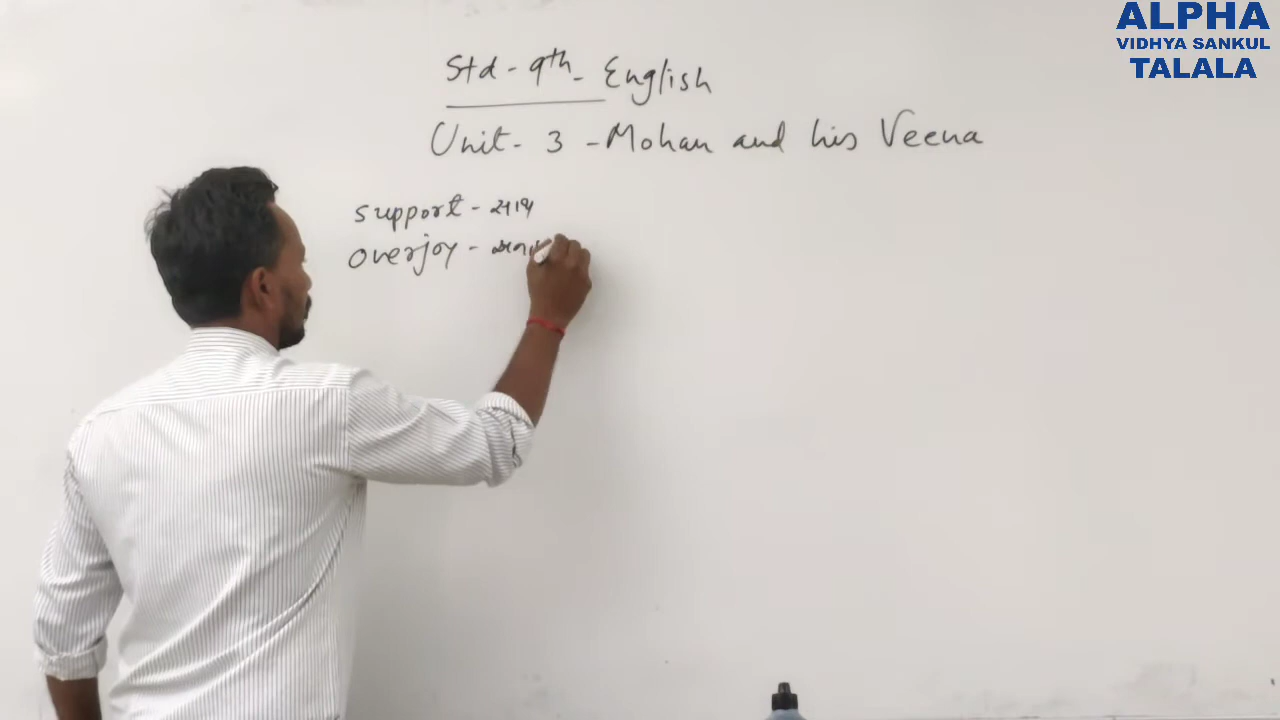 ALPHA
VIDHYA SANKUL
TALALA
Std - 9th - English
Unit - 3 - Mohan and his Veena
support - સાથ
overjoy -